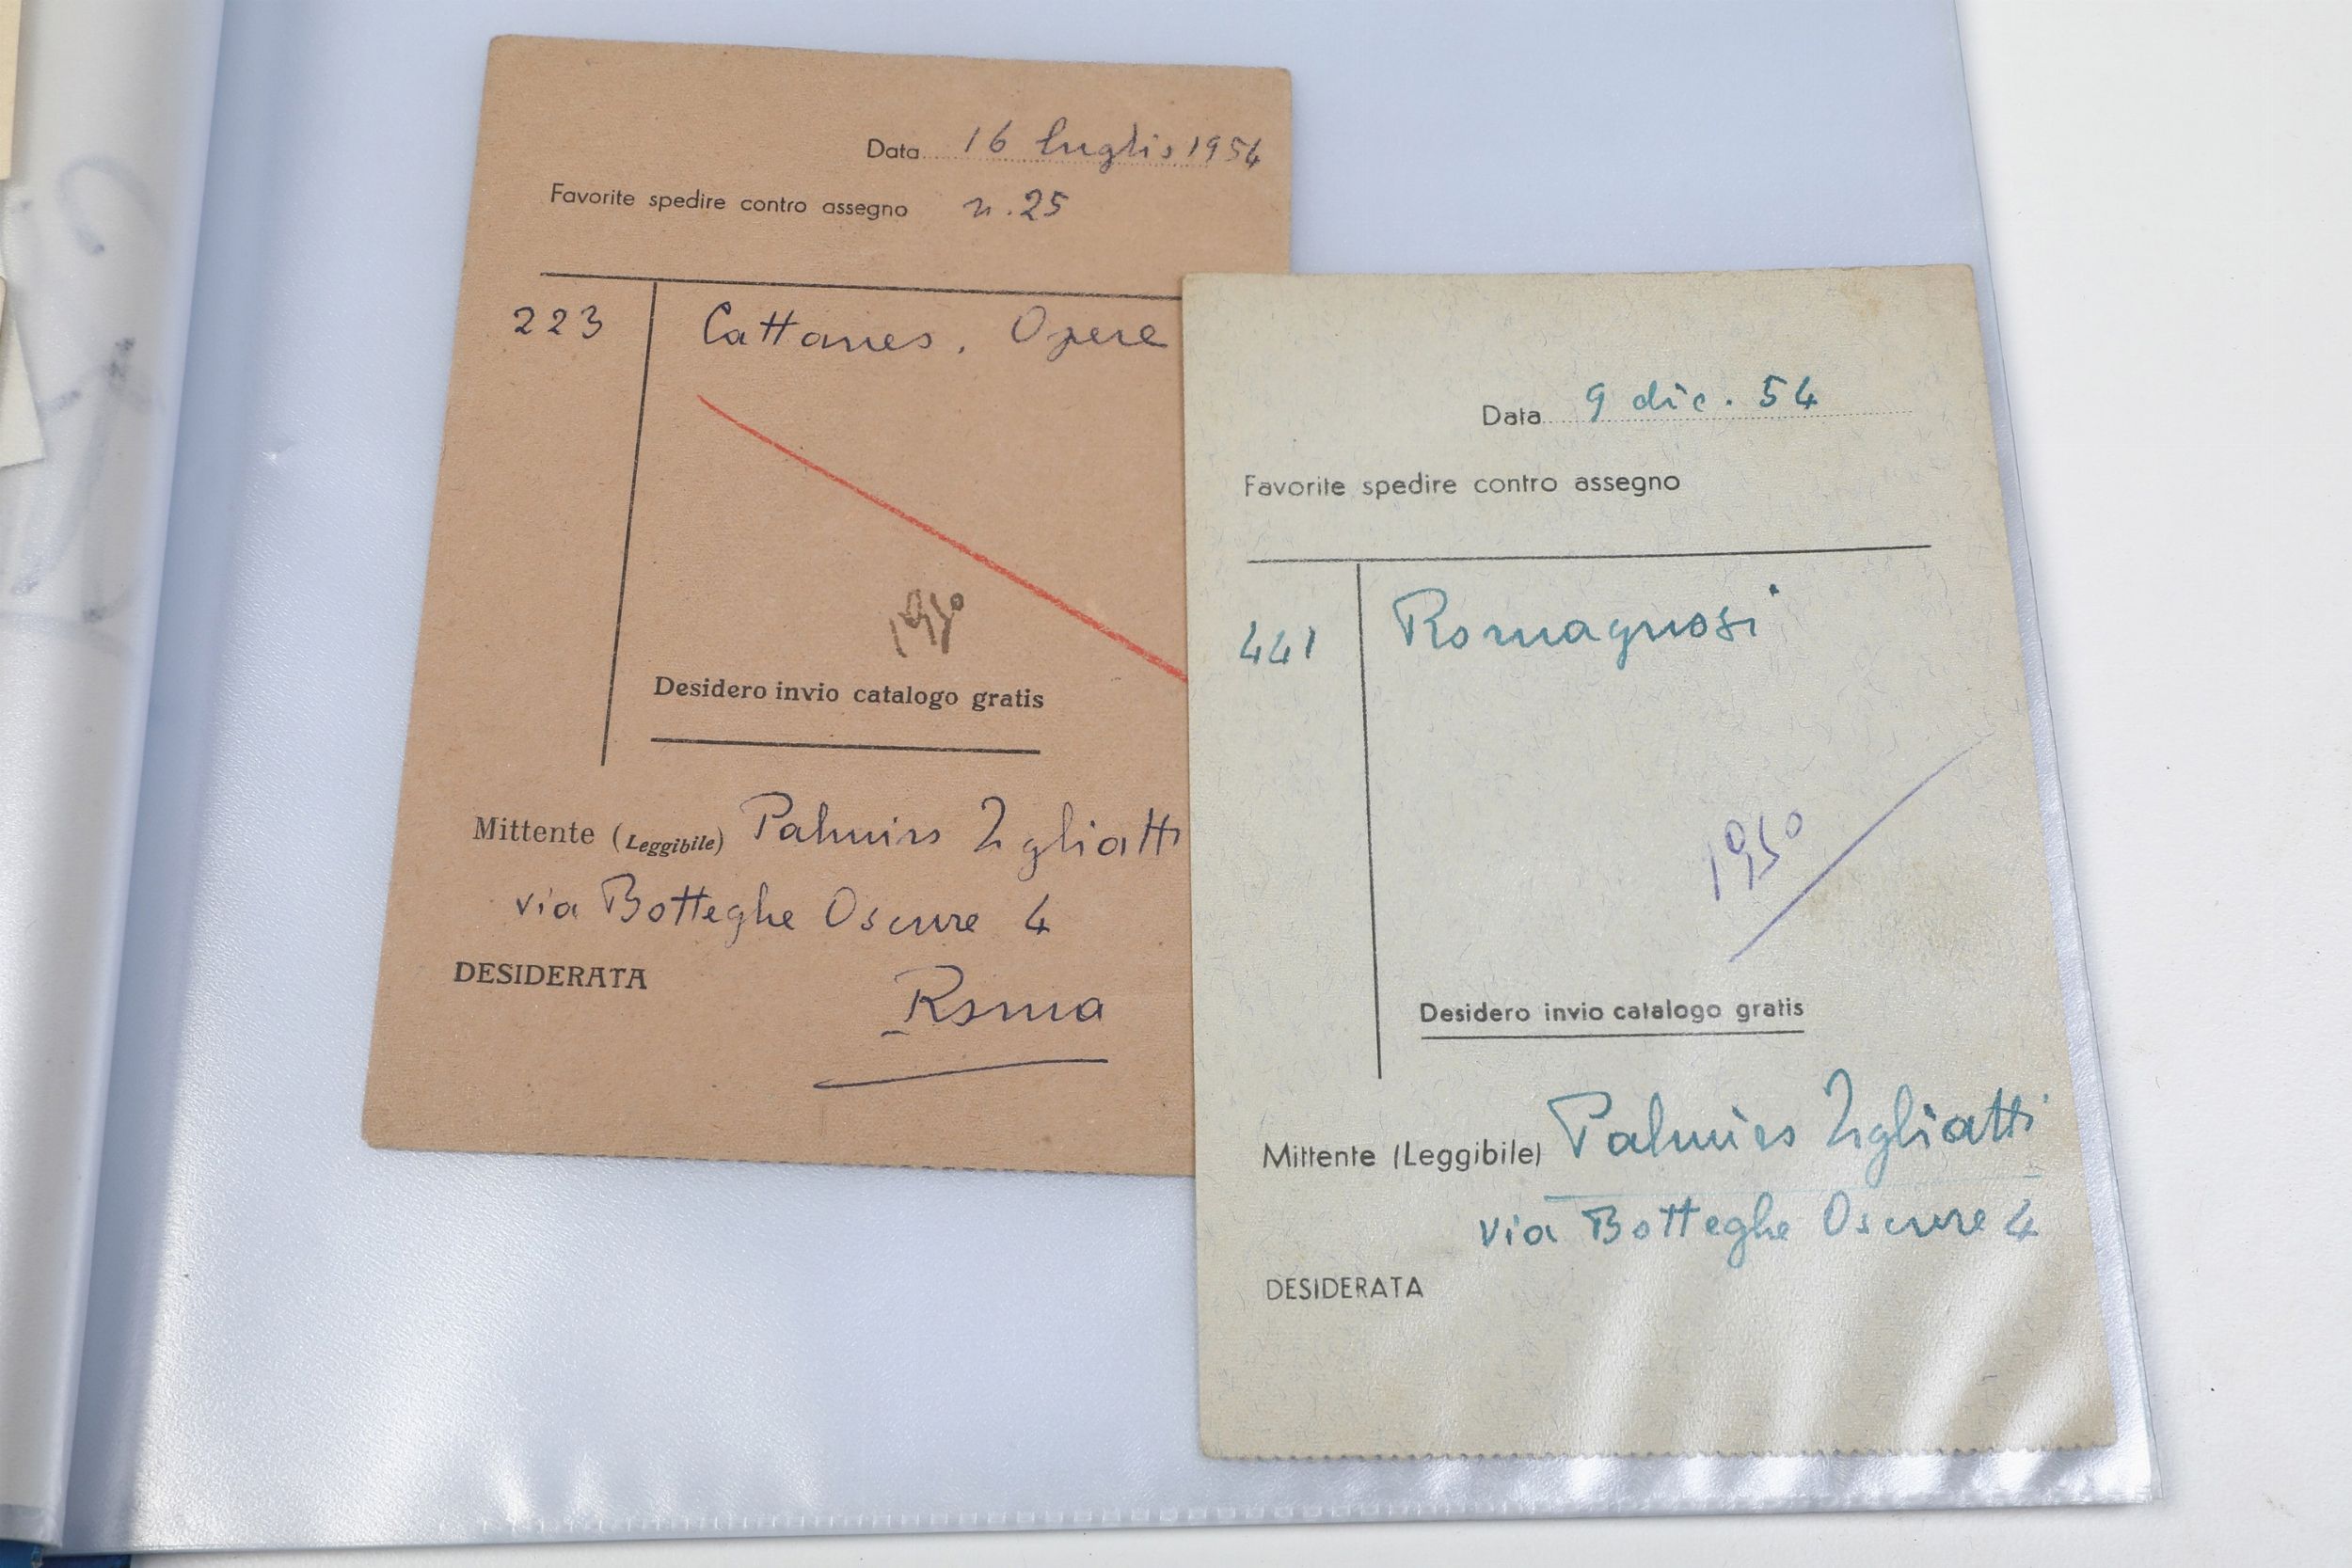 Data 16 luglio 1954
Favorite spedire contro assegno n. 25
223 Cattaneo. Opere
1950
Desidero invio catalogo gratis
Mittente (Leggibile) Palmiro Togliatti
via Botteghe Oscure 4
DESIDERATA
Roma
Data 9 dic. 54
Favorite spedire contro assegno
441 Romagnosi
1950
Desidero invio catalogo gratis
Mittente (Leggibile) Palmiro Togliatti
via Botteghe Oscure 4
DESIDERATA